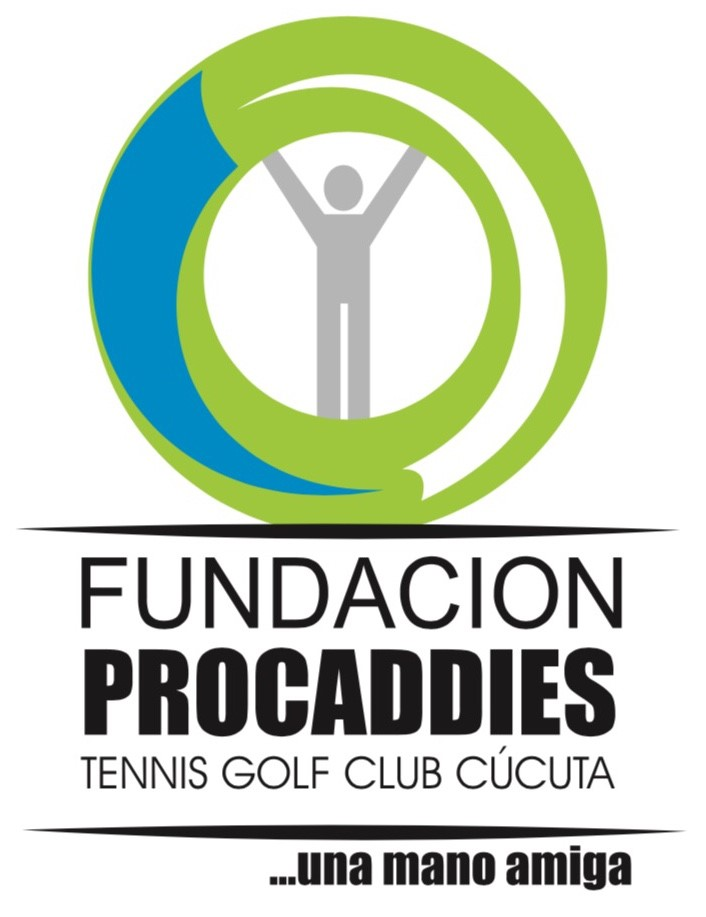 FUNDACION
PROCADDIES
TENNIS GOLF CLUB CÚCUTA
...una mano amiga